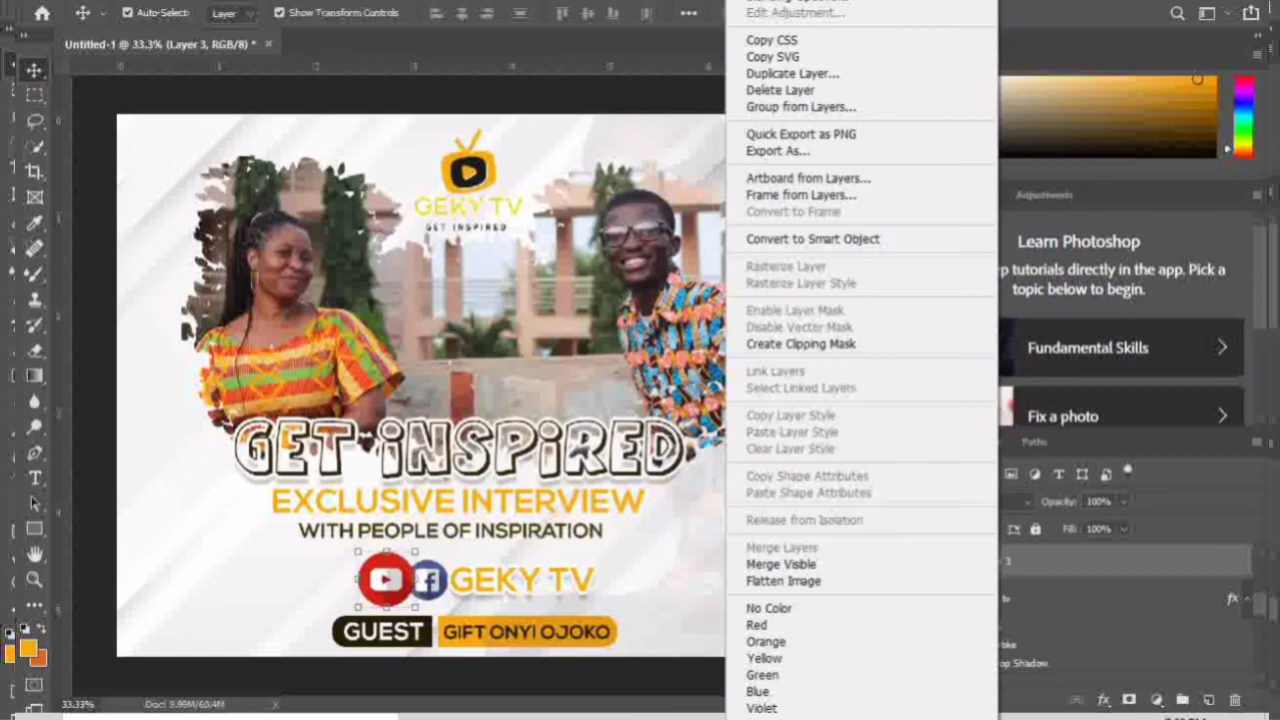 Auto-Select:
Layer
Show Transform Controls
Untitled-1 @ 33.3% (Layer 3, RGB/8) *
GEKY TV
GET INSPIRED
GET iNSPiRED
EXCLUSIVE INTERVIEW
WITH PEOPLE OF INSPIRATION
GEKY TV
GUEST
GIFT ONYI OJOKO
33.33%
Doc: 9.99M/60.4M
Edit Adjustment...
Copy CSS
Copy SVG
Duplicate Layer...
Delete Layer
Group from Layers...
Quick Export as PNG
Export As...
Artboard from Layers...
Frame from Layers...
Convert to Frame
Convert to Smart Object
Rasterize Layer
Rasterize Layer Style
Enable Layer Mask
Disable Vector Mask
Create Clipping Mask
Link Layers
Select Linked Layers
Copy Layer Style
Paste Layer Style
Clear Layer Style
Copy Shape Attributes
Paste Shape Attributes
Release from Isolation
Merge Layers
Merge Visible
Flatten Image
No Color
Red
Orange
Yellow
Green
Blue
Violet
Adjustments
Learn Photoshop
p tutorials directly in the app. Pick a
topic below to begin.
Fundamental Skills
Fix a photo
Paths
Opacity: 100%
Fill: 100%
3
tv
fx
oke
op Shadow